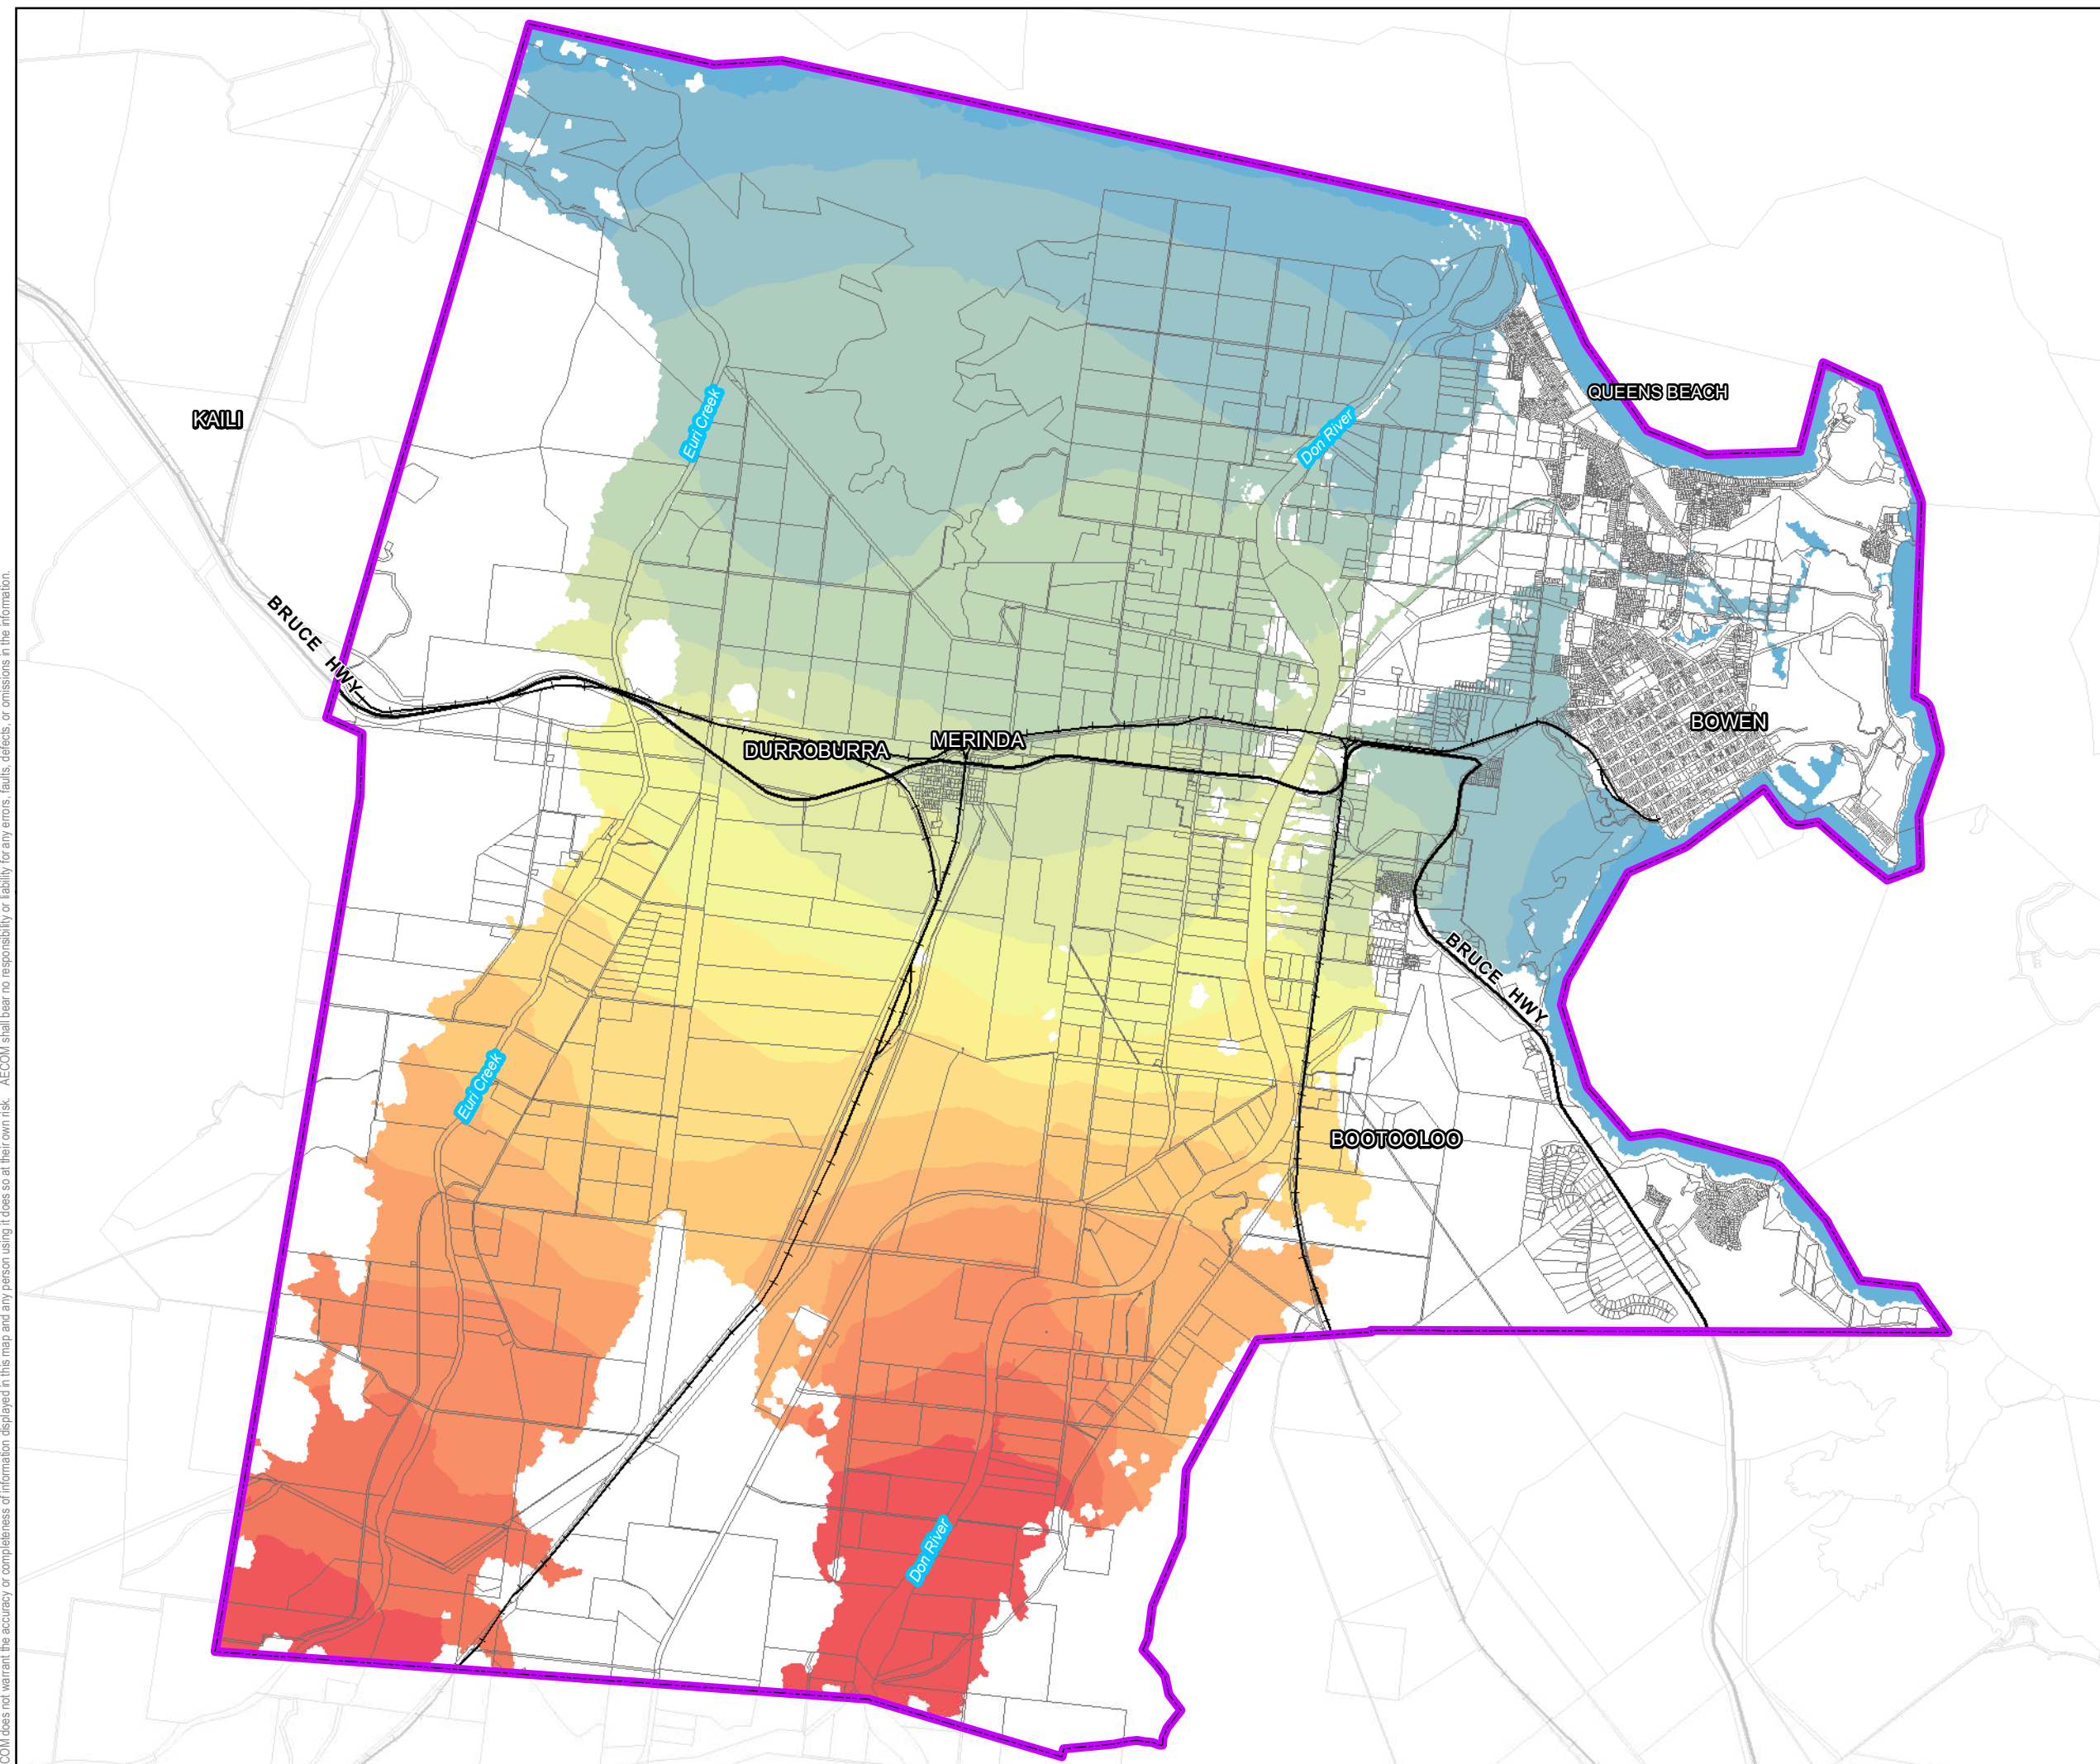 KAILI
BRUCE HWY
Euri Creek
Don River
QUEENS BEACH
DURROBURRA
MERINDA
BOWEN
BRUCE HWY
Euri Creek
BOOTOOLOO
Don River
COM does not warrant the accuracy or completeness of information displayed in this map and any person using it does so at their own risk. AECOM shall bear no responsibility or liability for any errors, faults, defects, or omissions in the information.